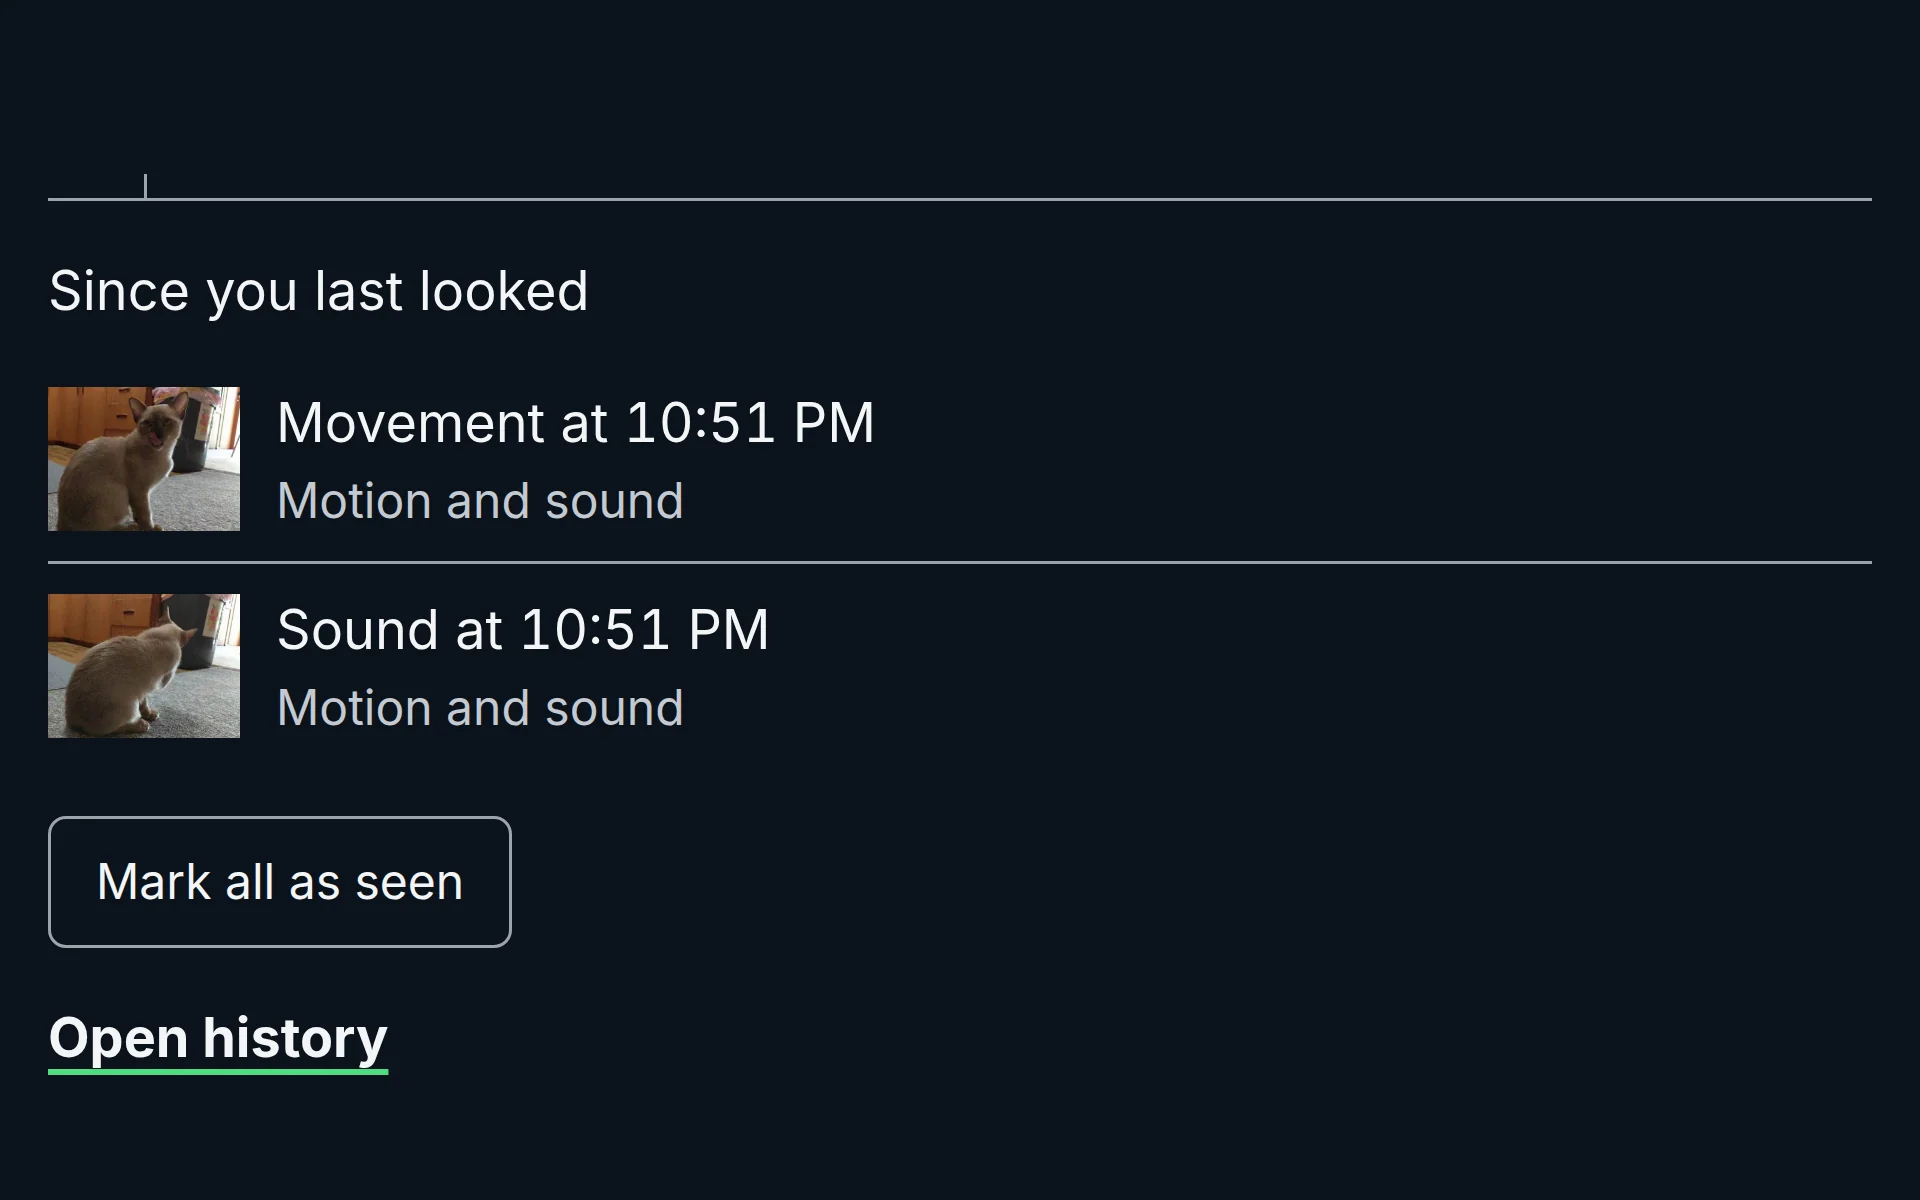 Since you last looked
Movement at 10:51 PM
Motion and sound
Sound at 10:51 PM
Motion and sound
Mark all as seen
Open history